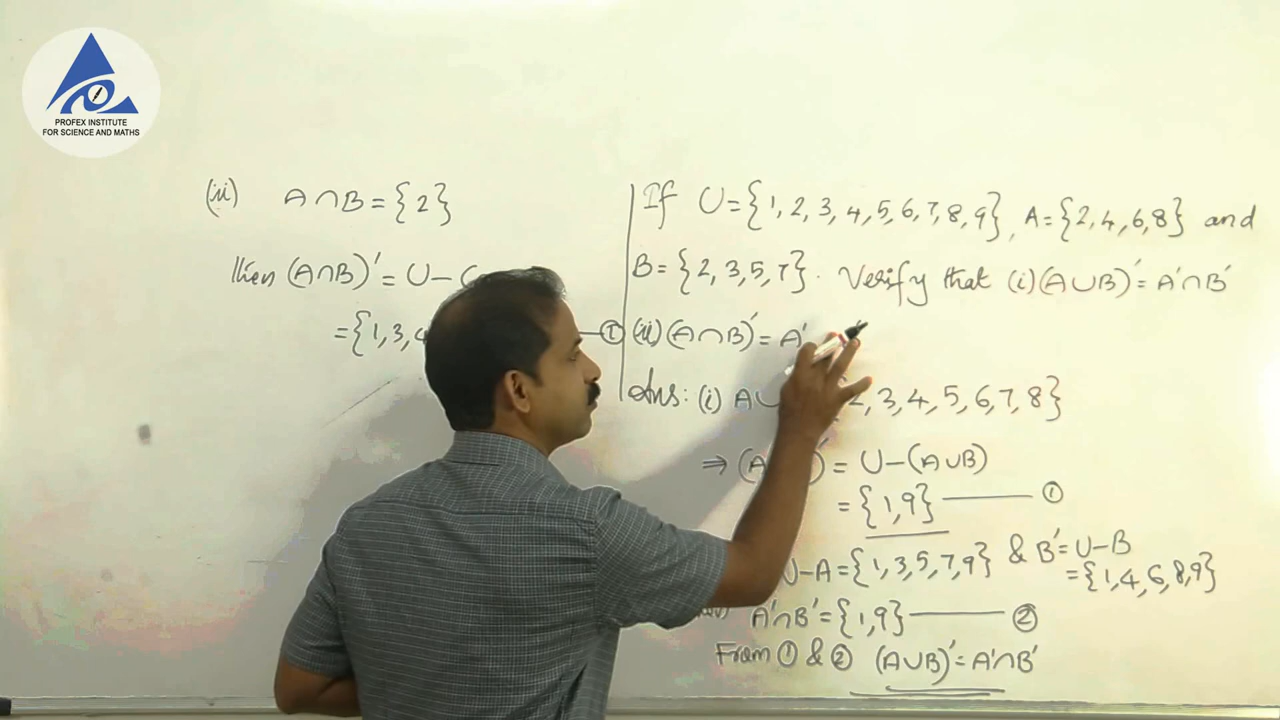 PROFEX INSTITUTE
FOR SCIENCE AND MATHS
(ii) A∩B = {2}
then (A∩B)' = U – (
= {1, 3, 4 —①
If U = {1, 2, 3, 4, 5, 6, 7, 8, 9}, A = {2, 4, 6, 8} and
B = {2, 3, 5, 7}. Verify that (i) (A∪B)' = A'∩B'
(ii) (A∩B)' = A'
Ans: (i) A∪ 2, 3, 4, 5, 6, 7, 8}
⇒ (A )' = U – (A∪B)
= {1, 9} —— ①
U – A = {1, 3, 5, 7, 9} & B' = U – B
= {1, 4, 6, 8, 9}
A'∩B' = {1, 9} —— ②
From ① & ② (A∪B)' = A'∩B'